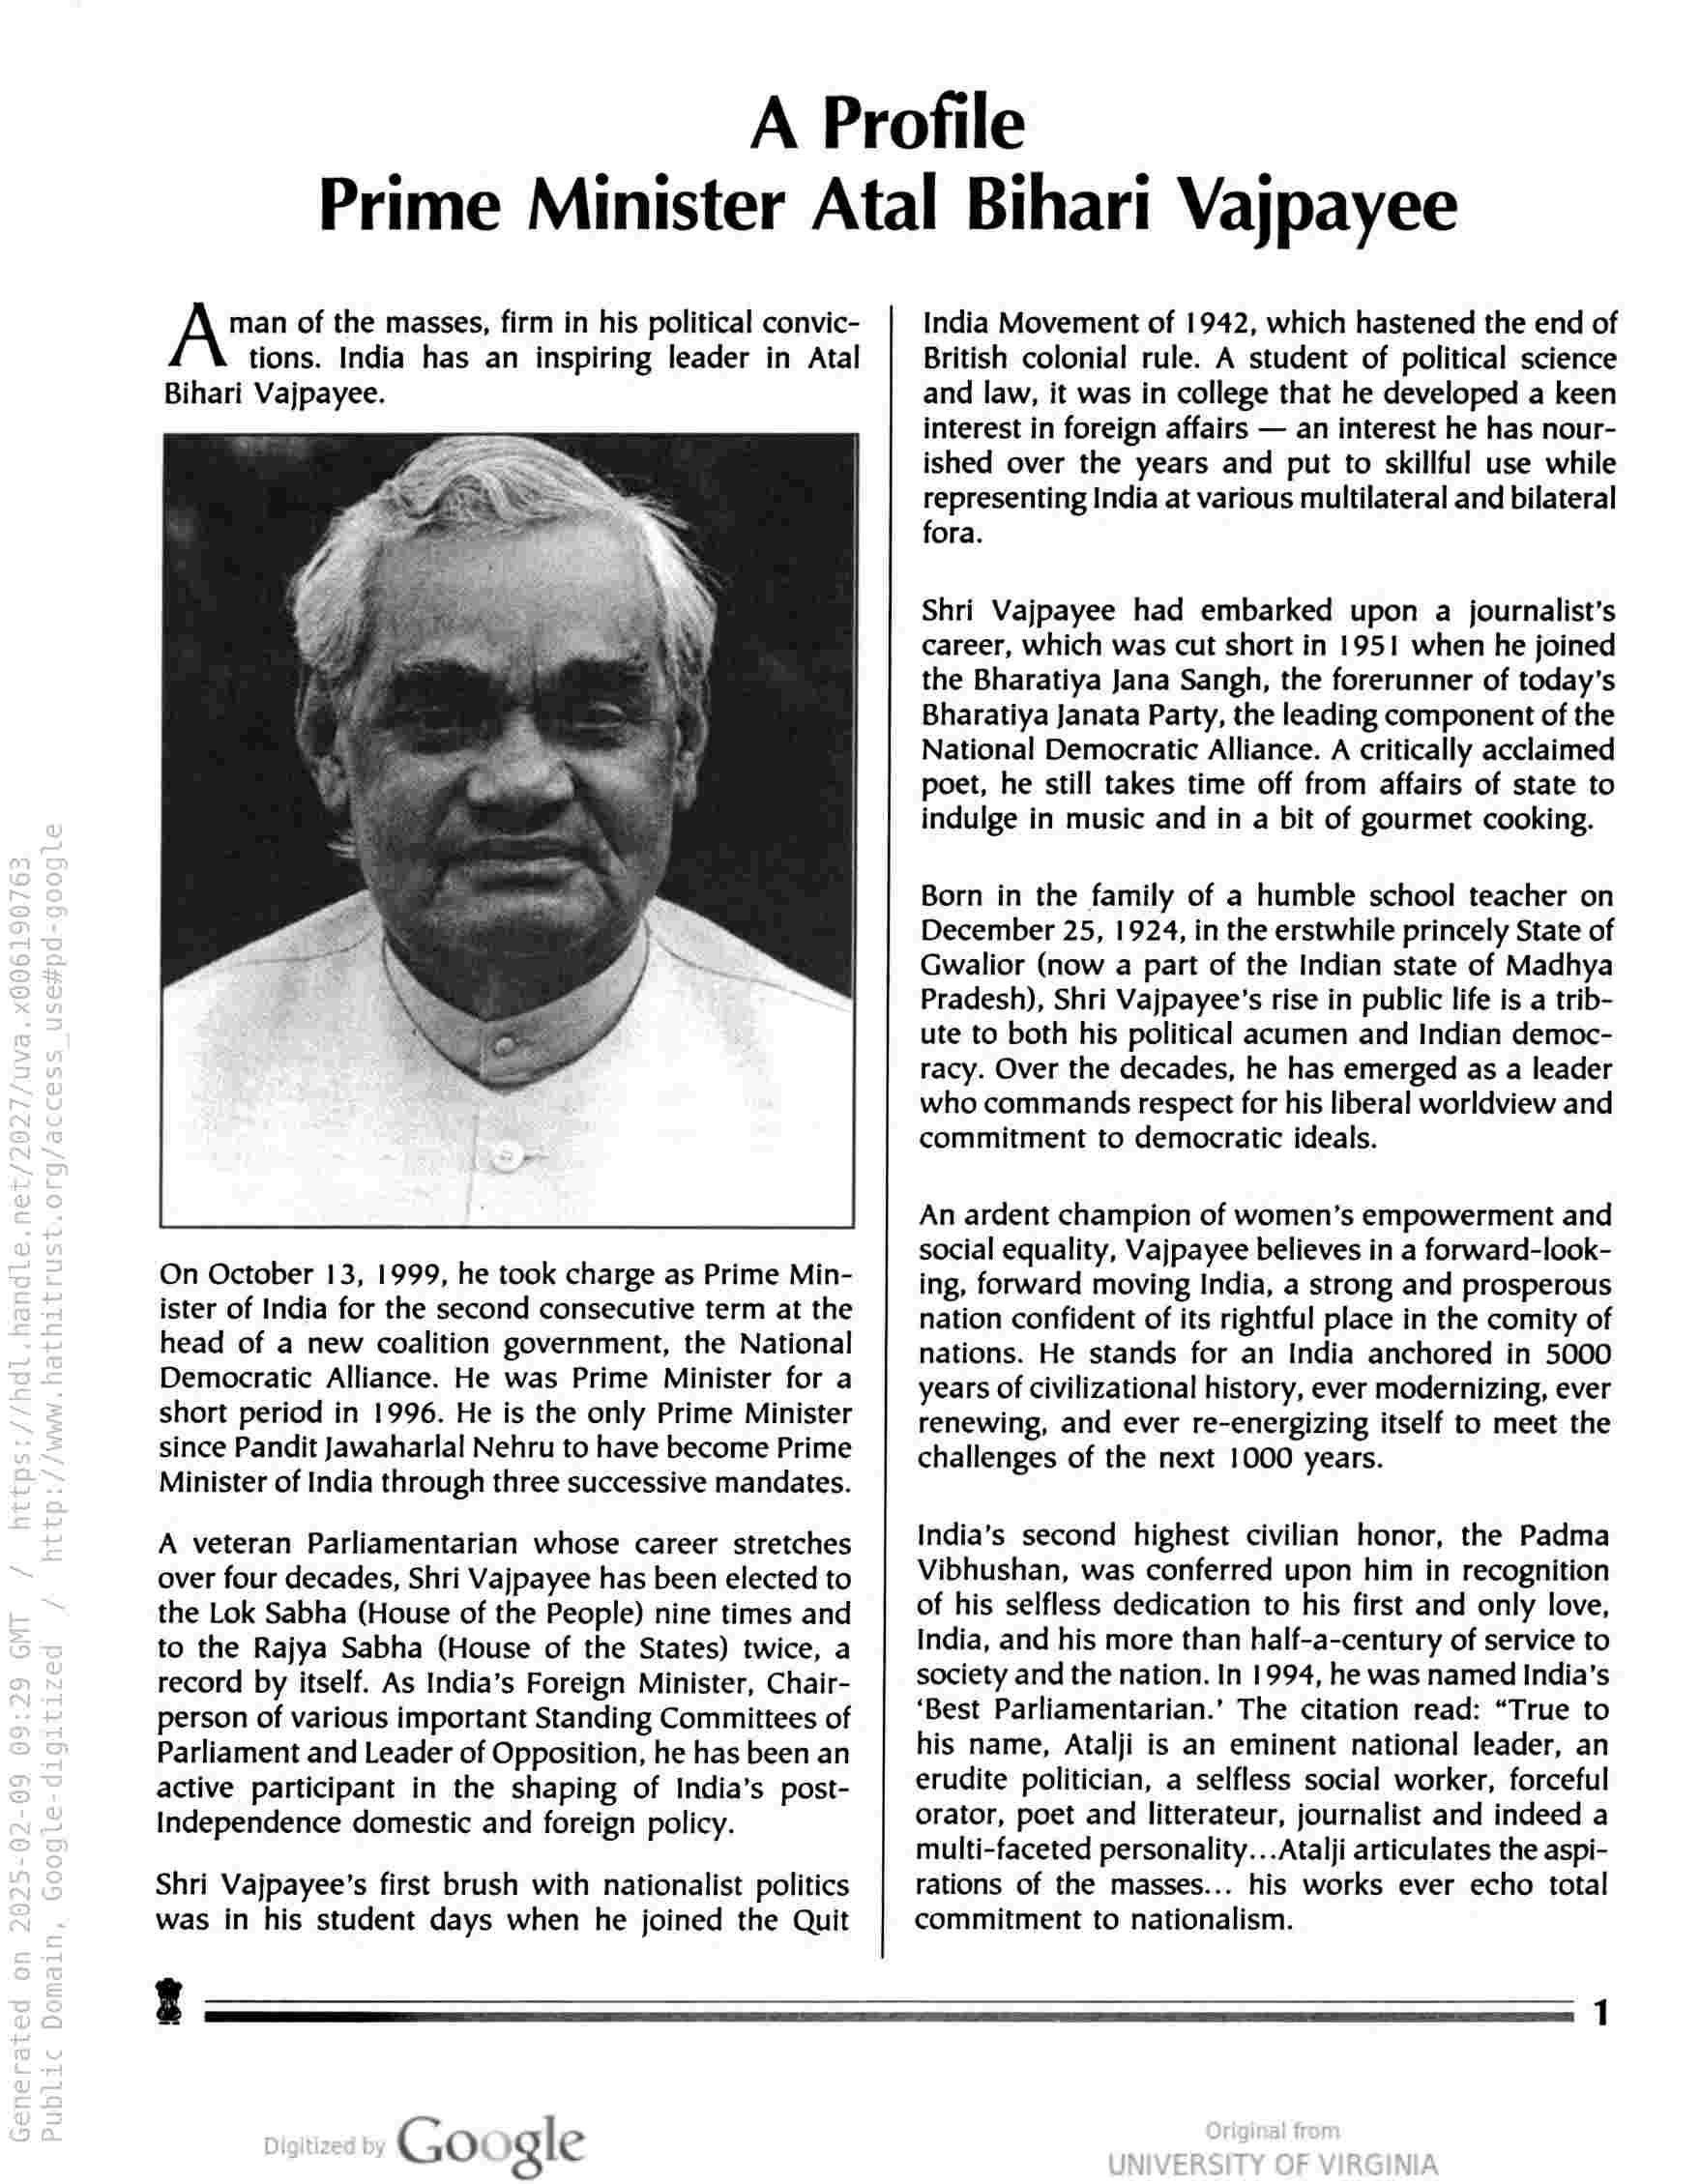 A Profile
Prime Minister Atal Bihari Vajpayee
A man of the masses, firm in his political convic-
tions. India has an inspiring leader in Atal
Bihari Vajpayee.
On October 13, 1999, he took charge as Prime Min-
ister of India for the second consecutive term at the
head of a new coalition government, the National
Democratic Alliance. He was Prime Minister for a
short period in 1996. He is the only Prime Minister
since Pandit Jawaharlal Nehru to have become Prime
Minister of India through three successive mandates.
A veteran Parliamentarian whose career stretches
over four decades, Shri Vajpayee has been elected to
the Lok Sabha (House of the People) nine times and
to the Rajya Sabha (House of the States) twice, a
record by itself. As India's Foreign Minister, Chair-
person of various important Standing Committees of
Parliament and Leader of Opposition, he has been an
active participant in the shaping of India's post-
Independence domestic and foreign policy.
Shri Vajpayee's first brush with nationalist politics
was in his student days when he joined the Quit
India Movement of 1942, which hastened the end of
British colonial rule. A student of political science
and law, it was in college that he developed a keen
interest in foreign affairs — an interest he has nour-
ished over the years and put to skillful use while
representing India at various multilateral and bilateral
fora.
Shri Vajpayee had embarked upon a journalist's
career, which was cut short in 1951 when he joined
the Bharatiya Jana Sangh, the forerunner of today's
Bharatiya Janata Party, the leading component of the
National Democratic Alliance. A critically acclaimed
poet, he still takes time off from affairs of state to
indulge in music and in a bit of gourmet cooking.
Born in the family of a humble school teacher on
December 25, 1924, in the erstwhile princely State of
Gwalior (now a part of the Indian state of Madhya
Pradesh), Shri Vajpayee's rise in public life is a trib-
ute to both his political acumen and Indian democ-
racy. Over the decades, he has emerged as a leader
who commands respect for his liberal worldview and
commitment to democratic ideals.
An ardent champion of women's empowerment and
social equality, Vajpayee believes in a forward-look-
ing, forward moving India, a strong and prosperous
nation confident of its rightful place in the comity of
nations. He stands for an India anchored in 5000
years of civilizational history, ever modernizing, ever
renewing, and ever re-energizing itself to meet the
challenges of the next 1000 years.
India's second highest civilian honor, the Padma
Vibhushan, was conferred upon him in recognition
of his selfless dedication to his first and only love,
India, and his more than half-a-century of service to
society and the nation. In 1994, he was named India's
'Best Parliamentarian.' The citation read: "True to
his name, Atalji is an eminent national leader, an
erudite politician, a selfless social worker, forceful
orator, poet and litterateur, journalist and indeed a
multi-faceted personality...Atalji articulates the aspi-
rations of the masses... his works ever echo total
commitment to nationalism.
1
Generated on 2025-02-09 09:29 GMT / https://hdl.handle.net/2027/uva.x006190763
Public Domain, Google-digitized / http://www.hathitrust.org/access_use#pd-google
Digitized by Google
Original from
UNIVERSITY OF VIRGINIA